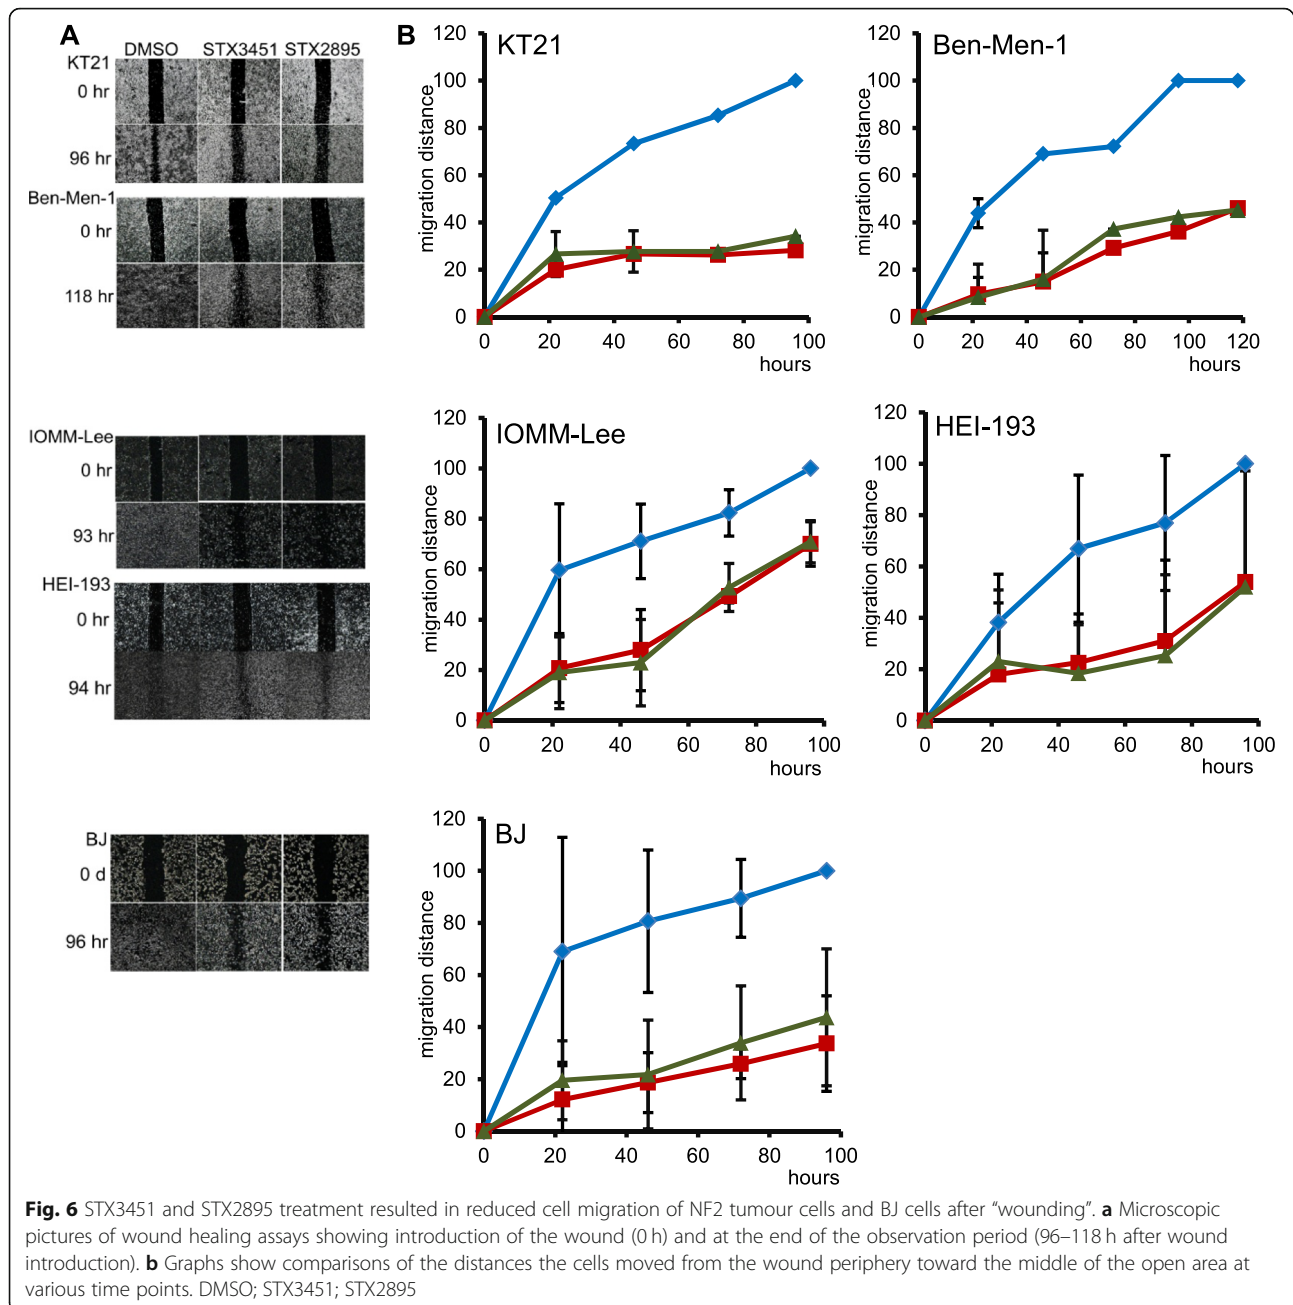 A
DMSO STX3451 STX2895
KT21
0 hr
96 hr
Ben-Men-1
0 hr
118 hr
IOMM-Lee
0 hr
93 hr
HEI-193
0 hr
94 hr
BJ
0 d
96 hr
B
KT21
120
100
80
60
40
20
0
migration distance
0 20 40 60 80 100
hours
Ben-Men-1
120
100
80
60
40
20
0
migration distance
0 20 40 60 80 100 120
hours
IOMM-Lee
120
100
80
60
40
20
0
migration distance
0 20 40 60 80 100
hours
HEI-193
120
100
80
60
40
20
0
migration distance
0 20 40 60 80 100
hours
BJ
120
100
80
60
40
20
0
migration distance
0 20 40 60 80 100
hours
Fig. 6 STX3451 and STX2895 treatment resulted in reduced cell migration of NF2 tumour cells and BJ cells after “wounding”. a Microscopic
pictures of wound healing assays showing introduction of the wound (0 h) and at the end of the observation period (96–118 h after wound
introduction). b Graphs show comparisons of the distances the cells moved from the wound periphery toward the middle of the open area at
various time points. DMSO; STX3451; STX2895